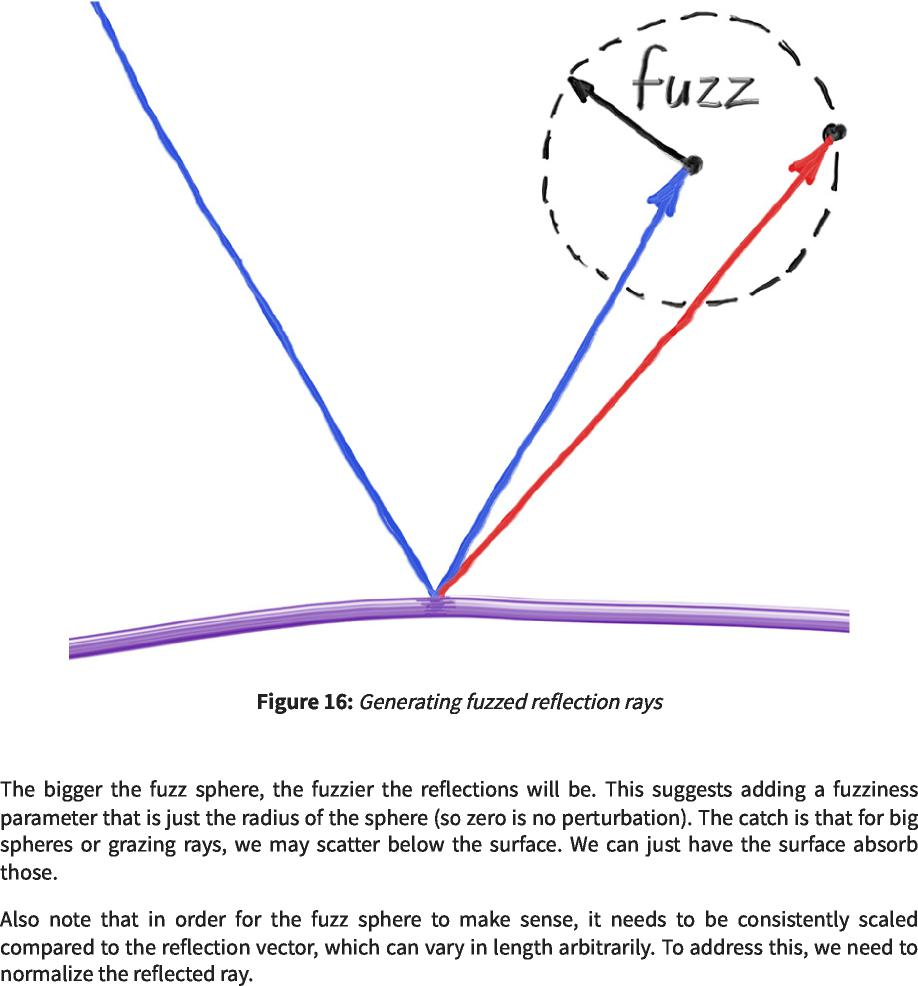 fuzz
Figure 16: Generating fuzzed reflection rays
The bigger the fuzz sphere, the fuzzier the reflections will be. This suggests adding a fuzziness
parameter that is just the radius of the sphere (so zero is no perturbation). The catch is that for big
spheres or grazing rays, we may scatter below the surface. We can just have the surface absorb
those.
Also note that in order for the fuzz sphere to make sense, it needs to be consistently scaled
compared to the reflection vector, which can vary in length arbitrarily. To address this, we need to
normalize the reflected ray.